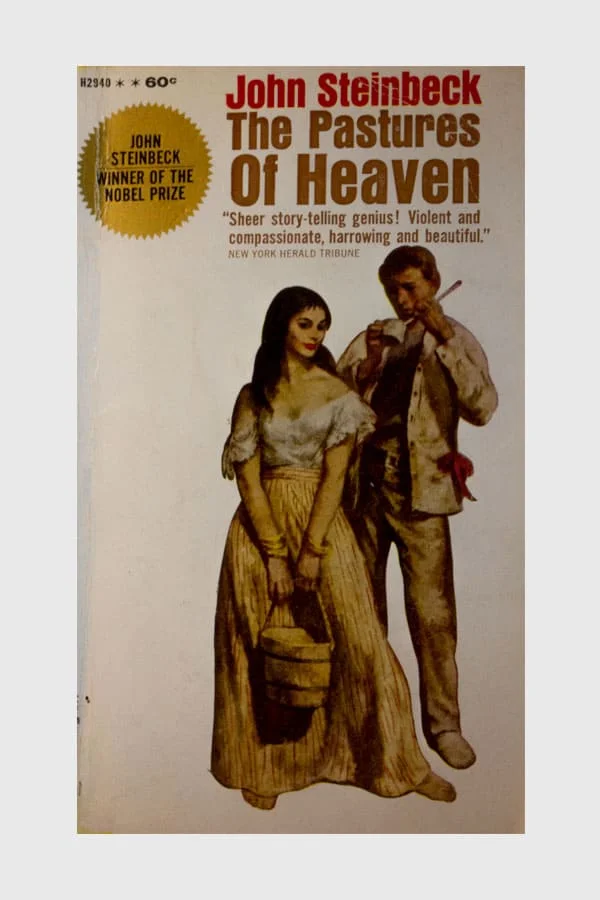 H2940 * * 60c
JOHN
STEINBECK
WINNER OF THE
NOBEL PRIZE
John Steinbeck
The Pastures
Of Heaven
“Sheer story-telling genius! Violent and
compassionate, harrowing and beautiful.”
NEW YORK HERALD TRIBUNE